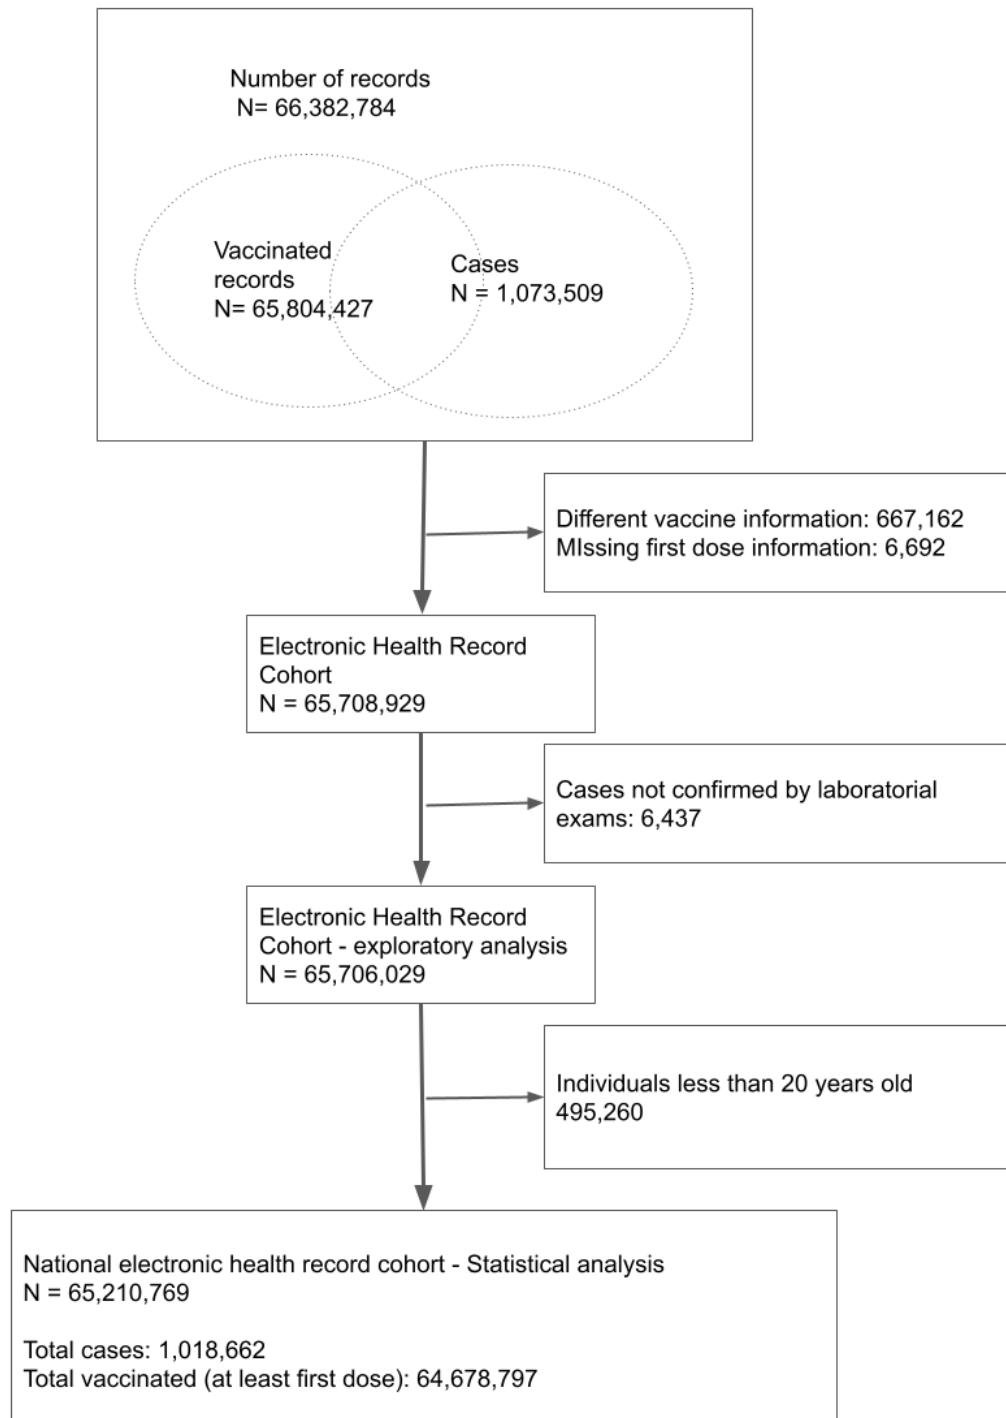 Number of records
N= 66,382,784
Vaccinated
records
N= 65,804,427
Cases
N = 1,073,509
Different vaccine information: 667,162
MIssing first dose information: 6,692
Electronic Health Record
Cohort
N = 65,708,929
Cases not confirmed by laboratorial
exams: 6,437
Electronic Health Record
Cohort - exploratory analysis
N = 65,706,029
Individuals less than 20 years old
495,260
National electronic health record cohort - Statistical analysis
N = 65,210,769
Total cases: 1,018,662
Total vaccinated (at least first dose): 64,678,797